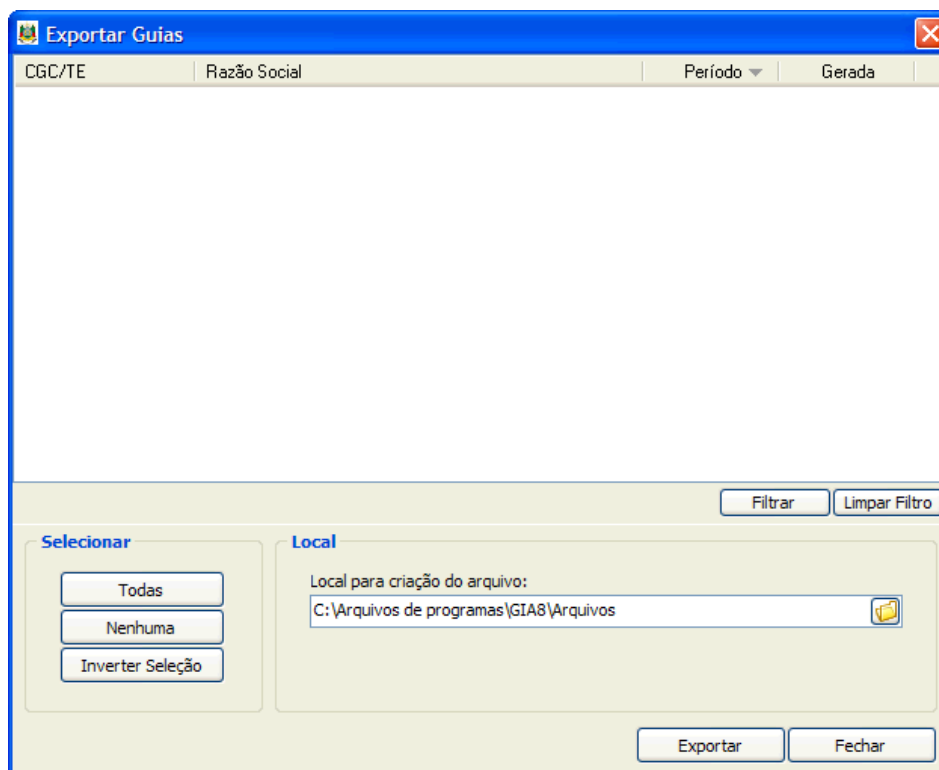 Exportar Guias
CGC/TE Razão Social Período Gerada
Filtrar Limpar Filtro
Selecionar
Todas
Nenhuma
Inverter Seleção
Local
Local para criação do arquivo:
C:\Arquivos de programas\GIA8\Arquivos
Exportar Fechar